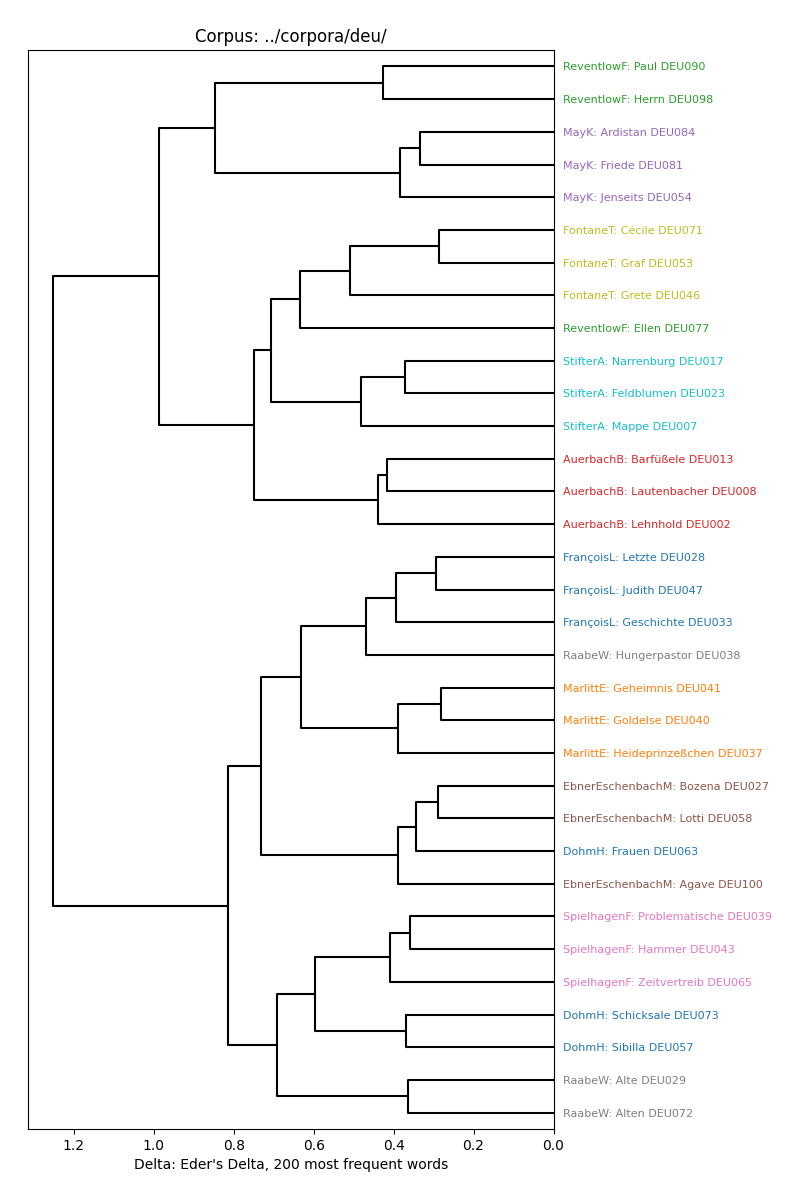 Corpus: ../corpora/deu/
ReventlowF: Paul DEU090
ReventlowF: Herrn DEU098
MayK: Ardistan DEU084
MayK: Friede DEU081
MayK: Jenseits DEU054
FontaneT: Cécile DEU071
FontaneT: Graf DEU053
FontaneT: Grete DEU046
ReventlowF: Ellen DEU077
StifterA: Narrenburg DEU017
StifterA: Feldblumen DEU023
StifterA: Mappe DEU007
AuerbachB: Barfüßele DEU013
AuerbachB: Lautenbacher DEU008
AuerbachB: Lehnhold DEU002
FrançoisL: Letzte DEU028
FrançoisL: Judith DEU047
FrançoisL: Geschichte DEU033
RaabeW: Hungerpastor DEU038
MarlittE: Geheimnis DEU041
MarlittE: Goldelse DEU040
MarlittE: Heideprinzeßchen DEU037
EbnerEschenbachM: Bozena DEU027
EbnerEschenbachM: Lotti DEU058
DohmH: Frauen DEU063
EbnerEschenbachM: Agave DEU100
SpielhagenF: Problematische DEU039
SpielhagenF: Hammer DEU043
SpielhagenF: Zeitvertreib DEU065
DohmH: Schicksale DEU073
DohmH: Sibilla DEU057
RaabeW: Alte DEU029
RaabeW: Alten DEU072
1.2 1.0 0.8 0.6 0.4 0.2 0.0
Delta: Eder's Delta, 200 most frequent words